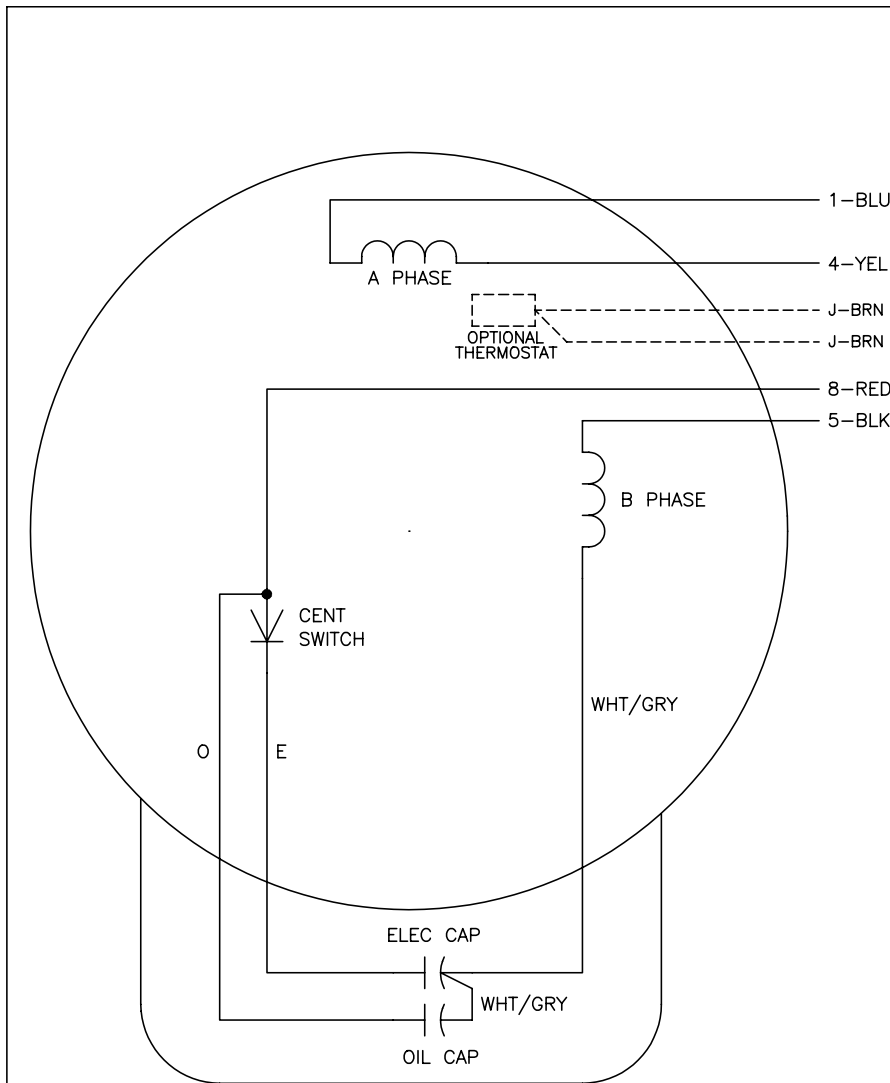 1-BLU
4-YEL
A PHASE
J-BRN
OPTIONAL
THERMOSTAT
J-BRN
8-RED
5-BLK
B PHASE
CENT
SWITCH
WHT/GRY
O
E
ELEC CAP
WHT/GRY
OIL CAP